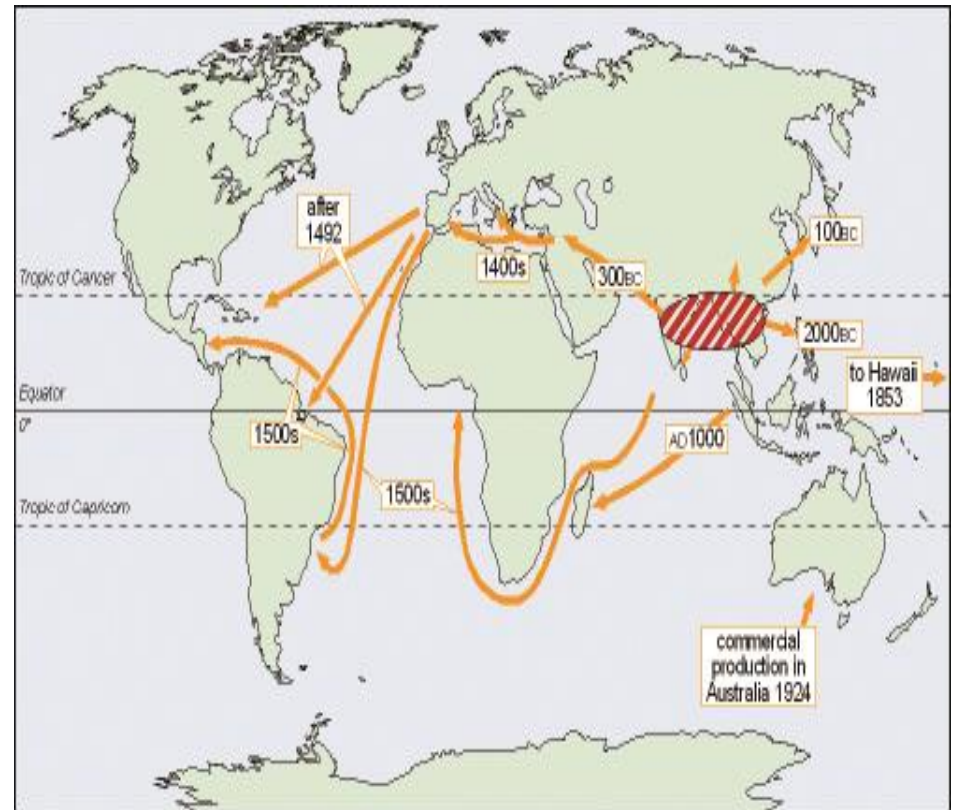 after
1492
100BC
Tropic of Cancer
1400s
300BC
2000BC
to Hawaii
1853
Equator
0°
1500s
AD1000
1500s
Tropic of Capricorn
commercial
production in
Australia 1924